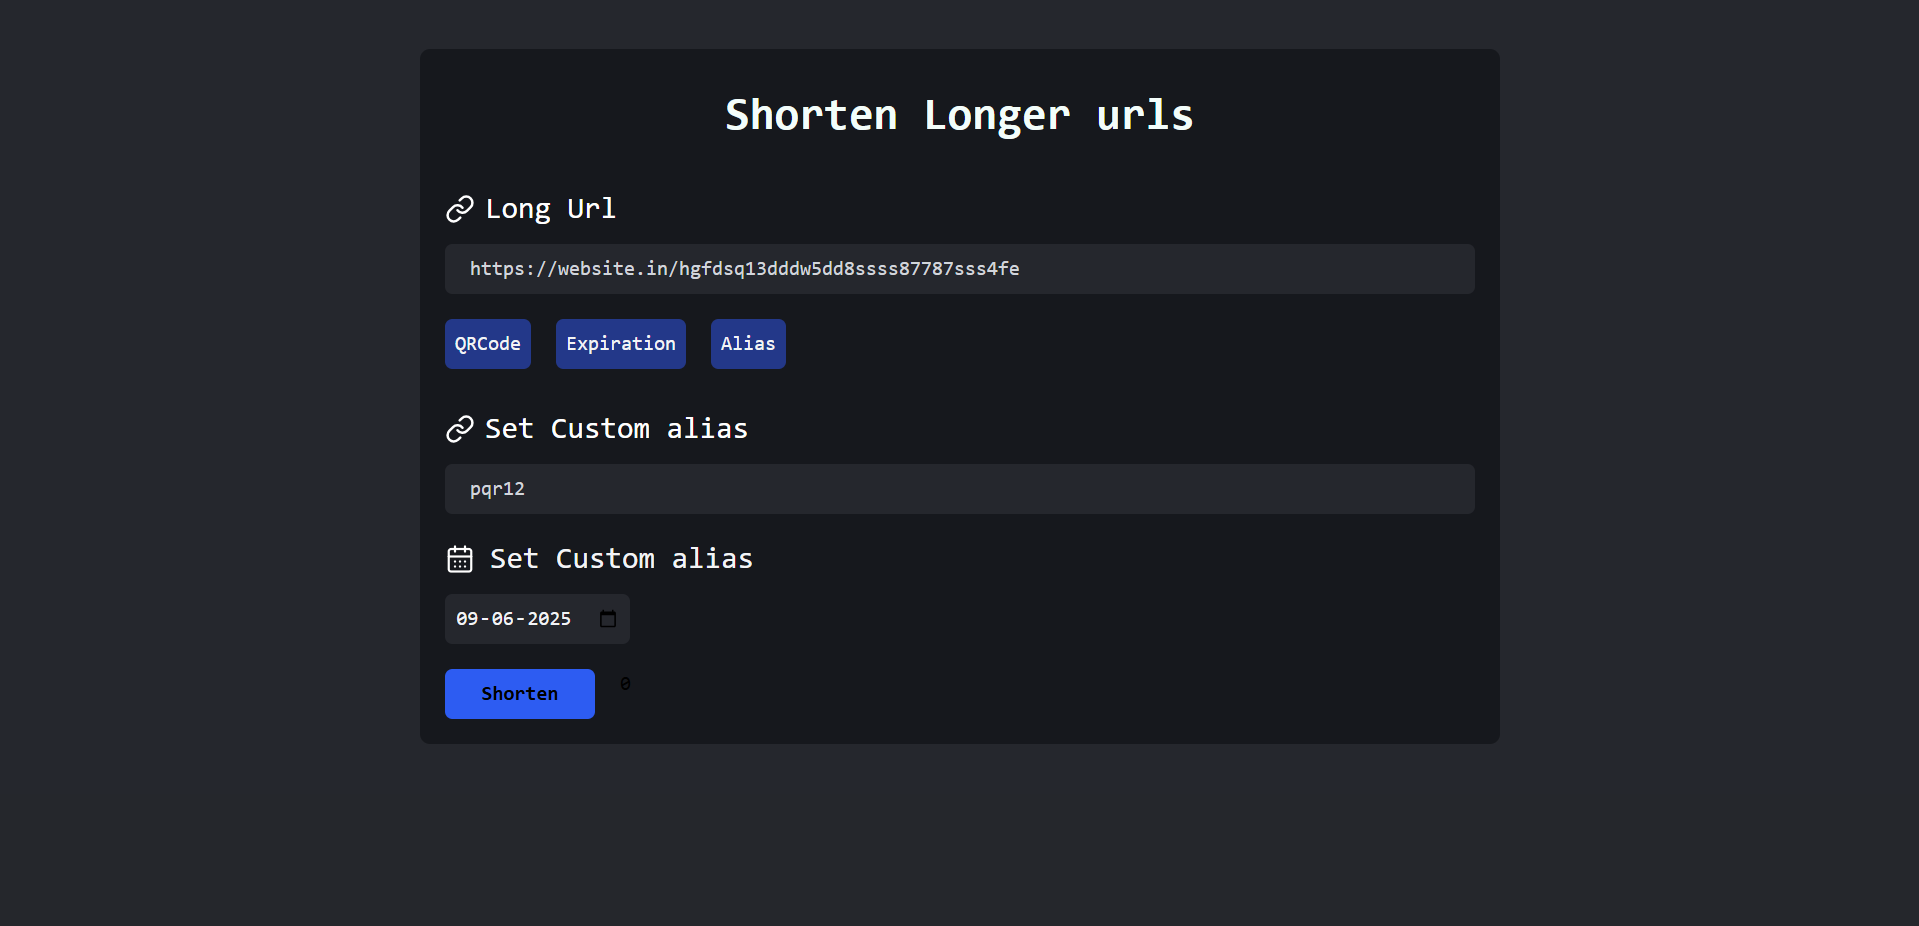 Shorten Longer urls
Long Url
https://website.in/hgfdsq13dddw5dd8ssss87787sss4fe
QRCode Expiration Alias
Set Custom alias
pqr12
Set Custom alias
09-06-2025
Shorten 0